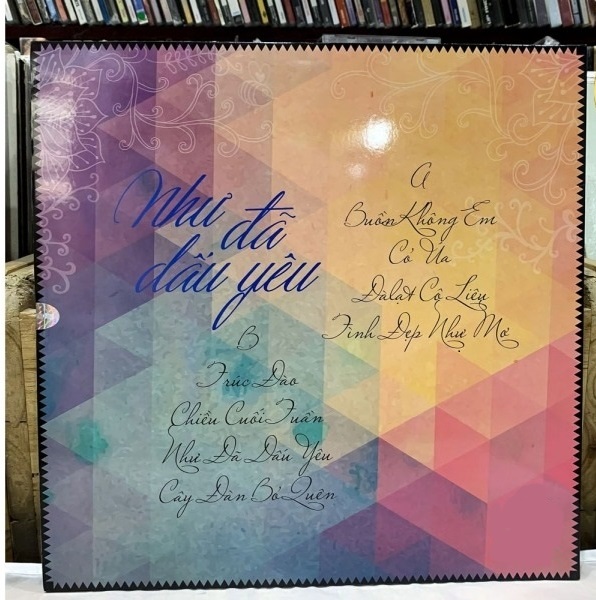 Như đã
dấu yêu
A
Buồn Không Em
Cỏ Úa
Đàlạt Cô Liêu
Tình Đẹp Như Mơ
B
Trúc Đào
Chiều Cuối Tuần
Như Đã Dấu Yêu
Cây Đàn Bỏ Quên